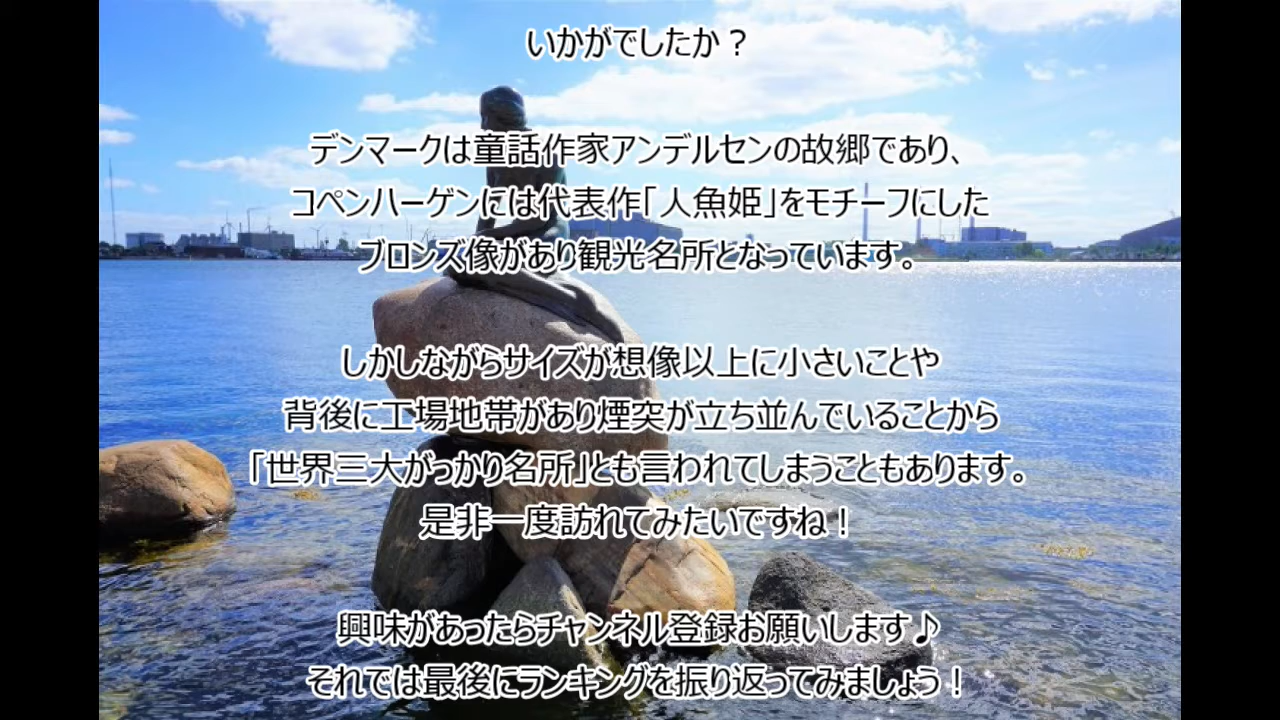 いかがでしたか？
デンマークは童話作家アンデルセンの故郷であり、
コペンハーゲンには代表作「人魚姫」をモチーフにした
ブロンズ像があり観光名所となっています。
しかしながらサイズが想像以上に小さいことや
背後に工場地帯があり煙突が立ち並んでいることから
「世界三大がっかり名所」とも言われてしまうこともあります。
是非一度訪れてみたいですね！
興味があったらチャンネル登録お願いします♪
それでは最後にランキングを振り返ってみましょう！